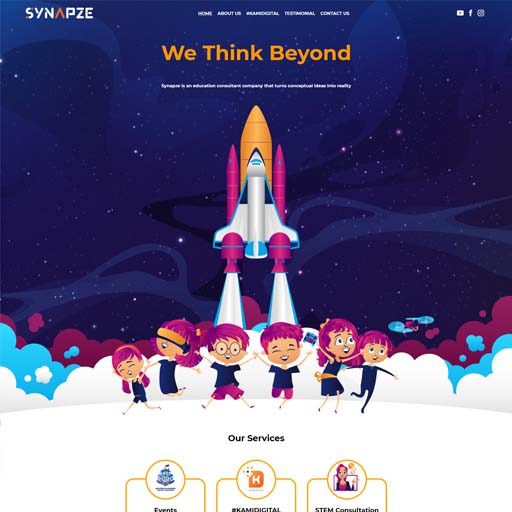 SYNAPZE
HOME ABOUT US #KAMIDIGITAL TESTIMONIAL CONTACT US
We Think Beyond
Synapze is an education consultant company that turns conceptual ideas into reality
Our Services
Events #KAMIDIGITAL STEM Consultation